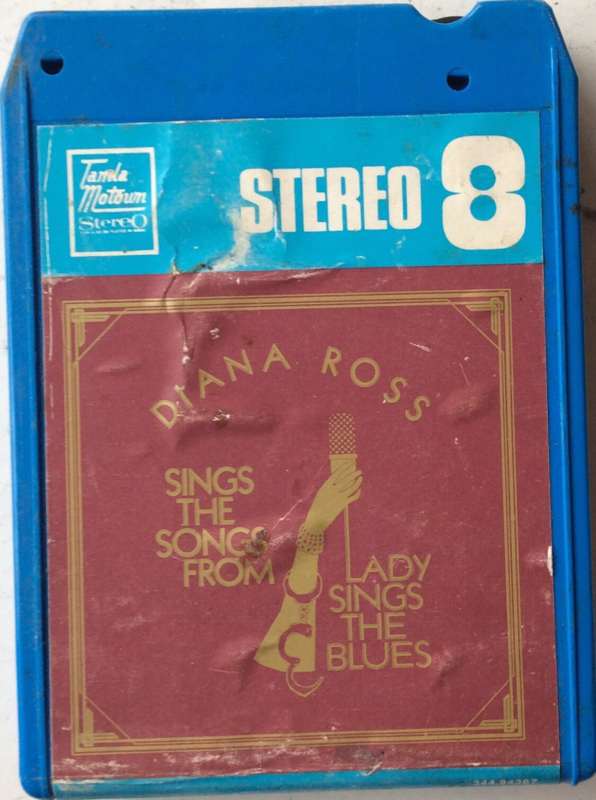 Tamla
Motown
StereO
STEREO 8
DIANA ROSS
SINGS
THE
SONGS
FROM
LADY
SINGS
THE
BLUES